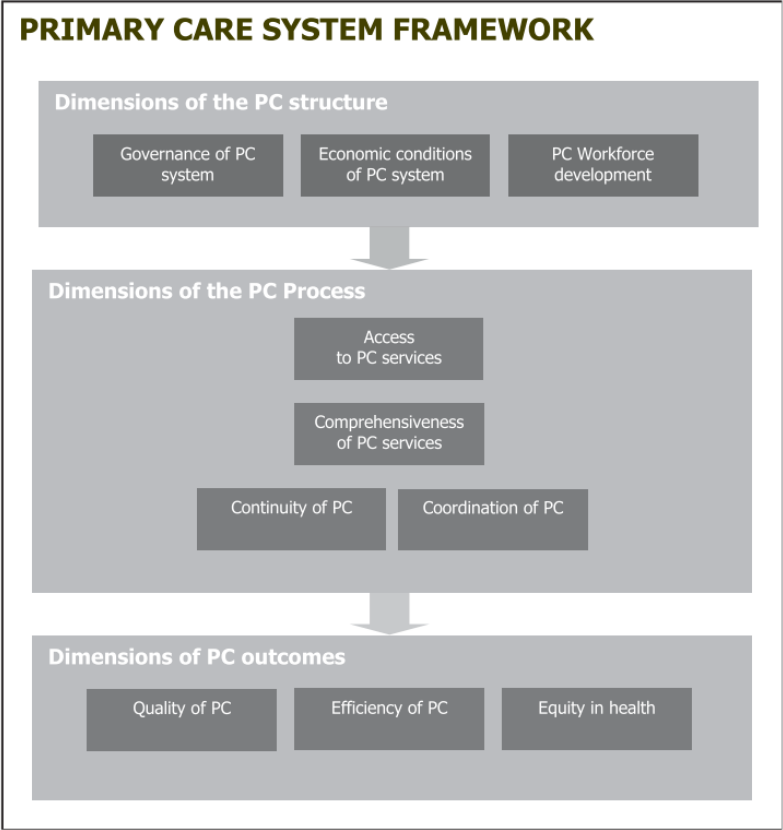 PRIMARY CARE SYSTEM FRAMEWORK
Dimensions of the PC structure
Governance of PC
system
Economic conditions
of PC system
PC Workforce
development
Dimensions of the PC Process
Access
to PC services
Comprehensiveness
of PC services
Continuity of PC
Coordination of PC
Dimensions of PC outcomes
Quality of PC
Efficiency of PC
Equity in health